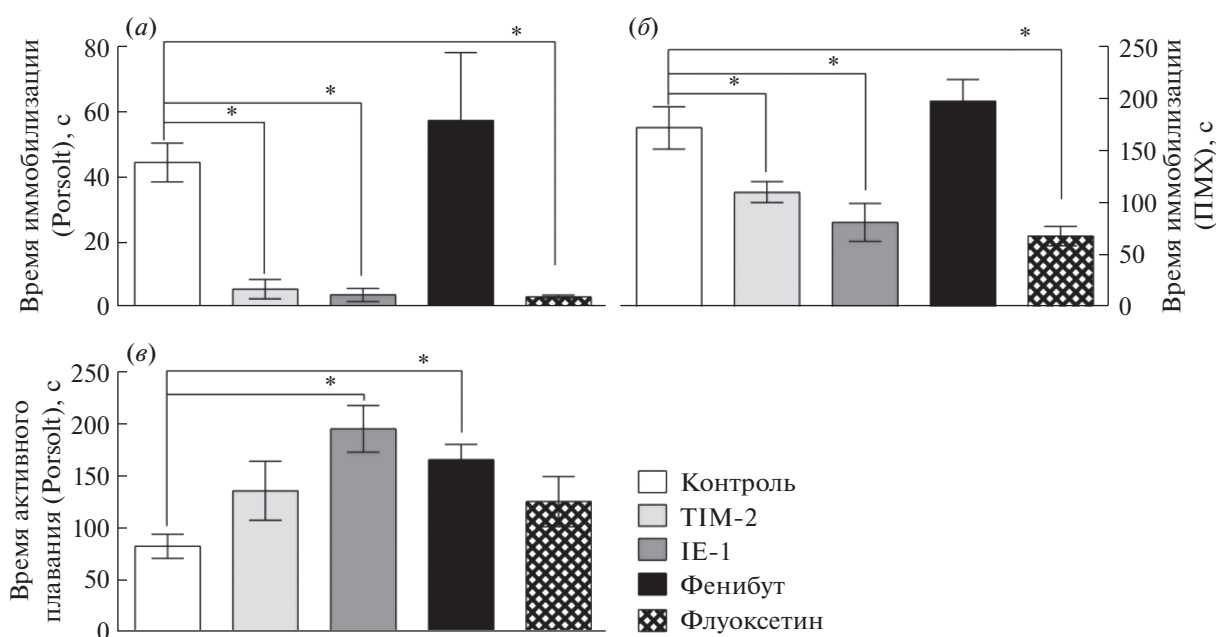 (а)
Время иммобилизации
(Porsolt), с
80
60
40
20
0
*
*
*
(б)
*
*
*
250
200
150
100
50
0
Время иммобилизации
(ПМХ), с
(в)
Время активного
плавания (Porsolt), с
250
200
150
100
50
0
*
*
Контроль
TIM-2
IE-1
Фенибут
Флуоксетин